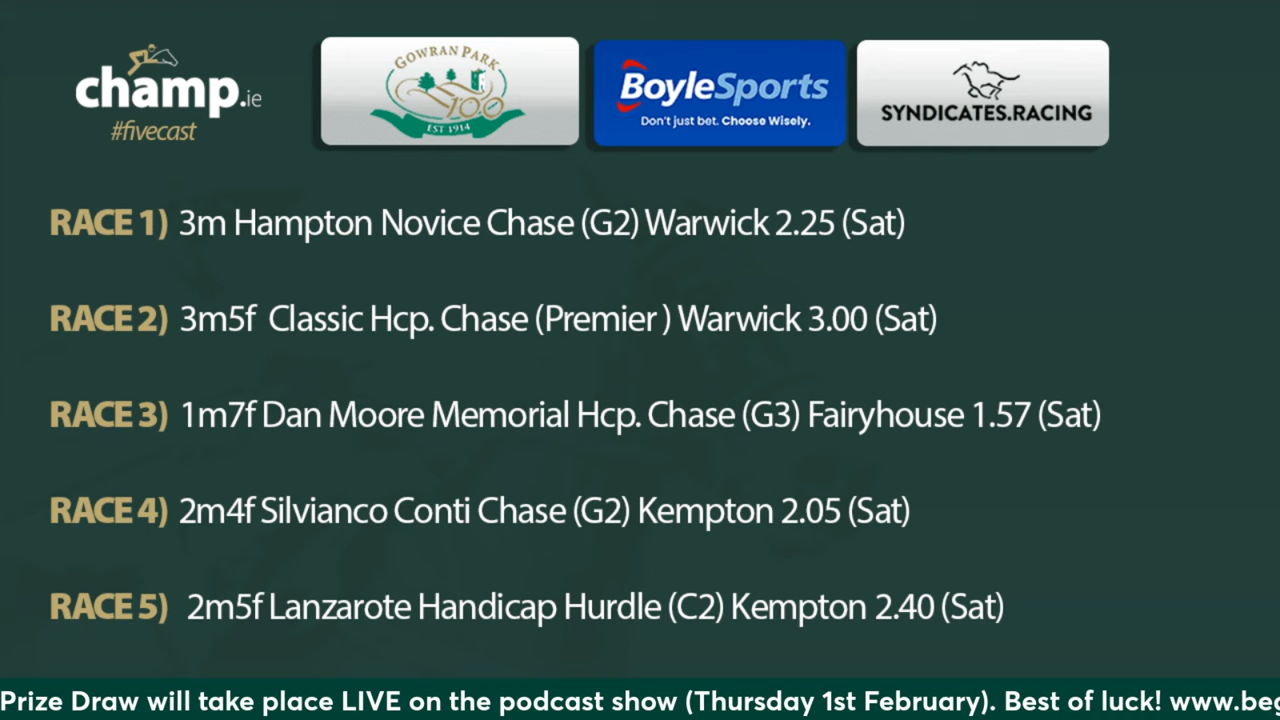 champ.ie
#fivecast
GOWRAN PARK
100
EST 1914
BoyleSports
Don't just bet. Choose Wisely.
SYNDICATES.RACING
RACE 1) 3m Hampton Novice Chase (G2) Warwick 2.25 (Sat)
RACE 2) 3m5f Classic Hcp. Chase (Premier ) Warwick 3.00 (Sat)
RACE 3) 1m7f Dan Moore Memorial Hcp. Chase (G3) Fairyhouse 1.57 (Sat)
RACE 4) 2m4f Silvianco Conti Chase (G2) Kempton 2.05 (Sat)
RACE 5) 2m5f Lanzarote Handicap Hurdle (C2) Kempton 2.40 (Sat)
Prize Draw will take place LIVE on the podcast show (Thursday 1st February). Best of luck! www.beg